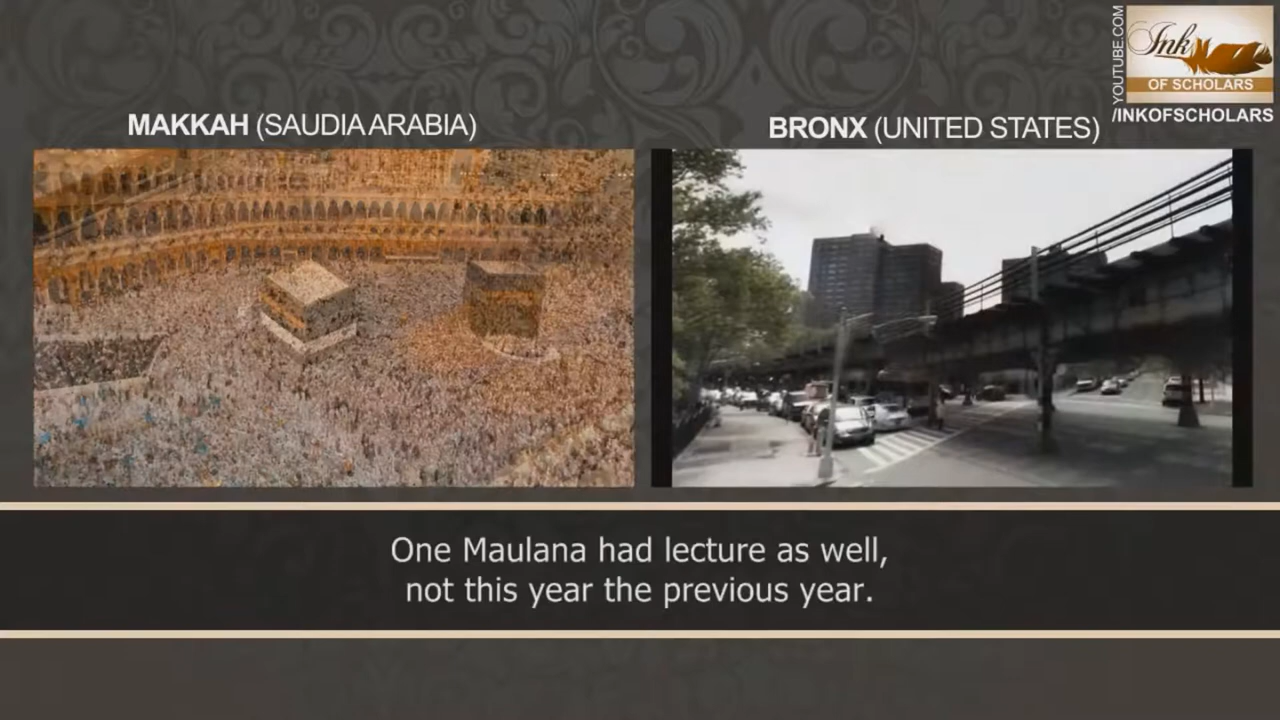 MAKKAH (SAUDIA ARABIA)
BRONX (UNITED STATES)
YOUTUBE.COM
Ink
OF SCHOLARS
/INKOFSCHOLARS
One Maulana had lecture as well,
not this year the previous year.